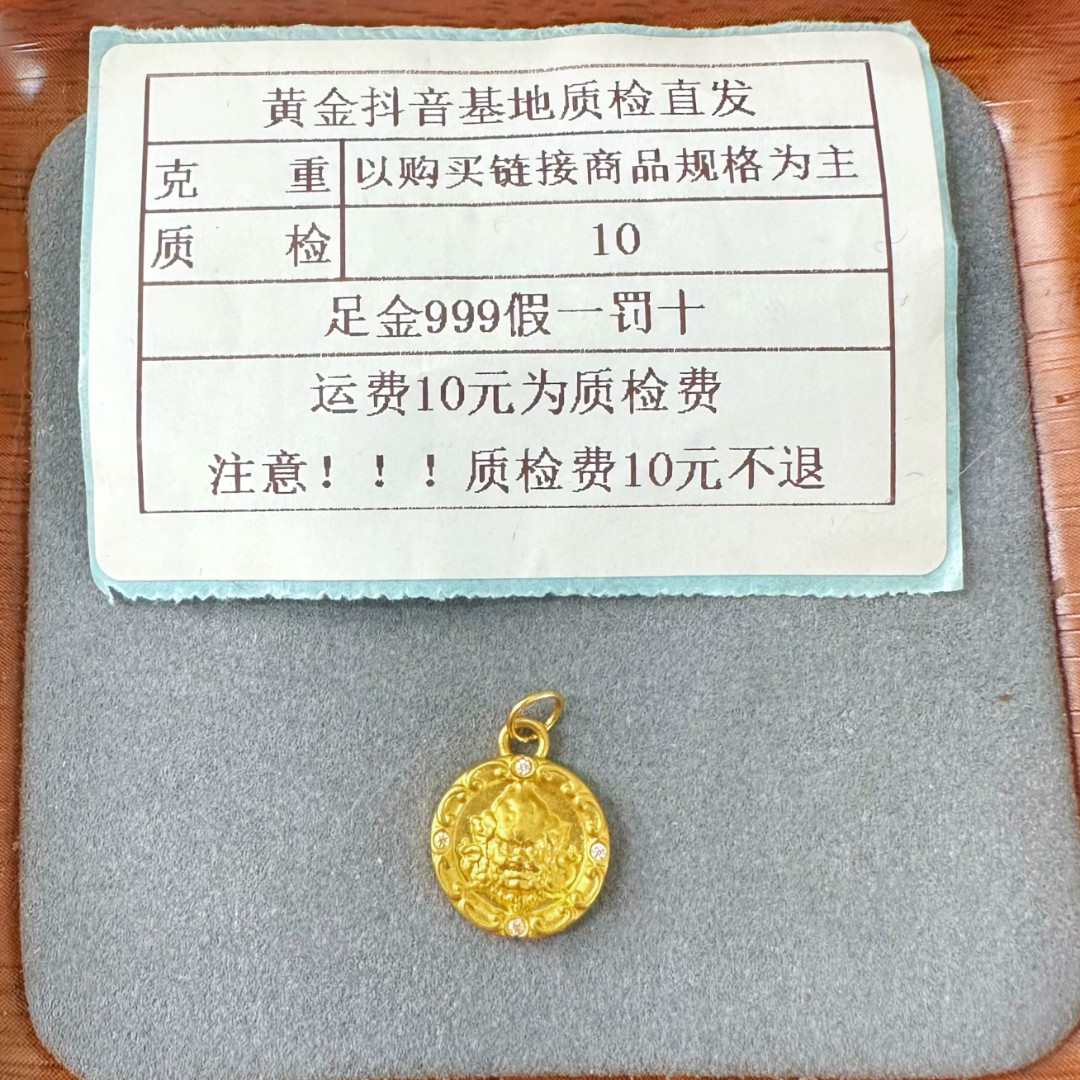 黄金抖音基地质检直发
克 重 以购买链接商品规格为主
质 检 10
足金999假一罚十
运费10元为质检费
注意！！！质检费10元不退